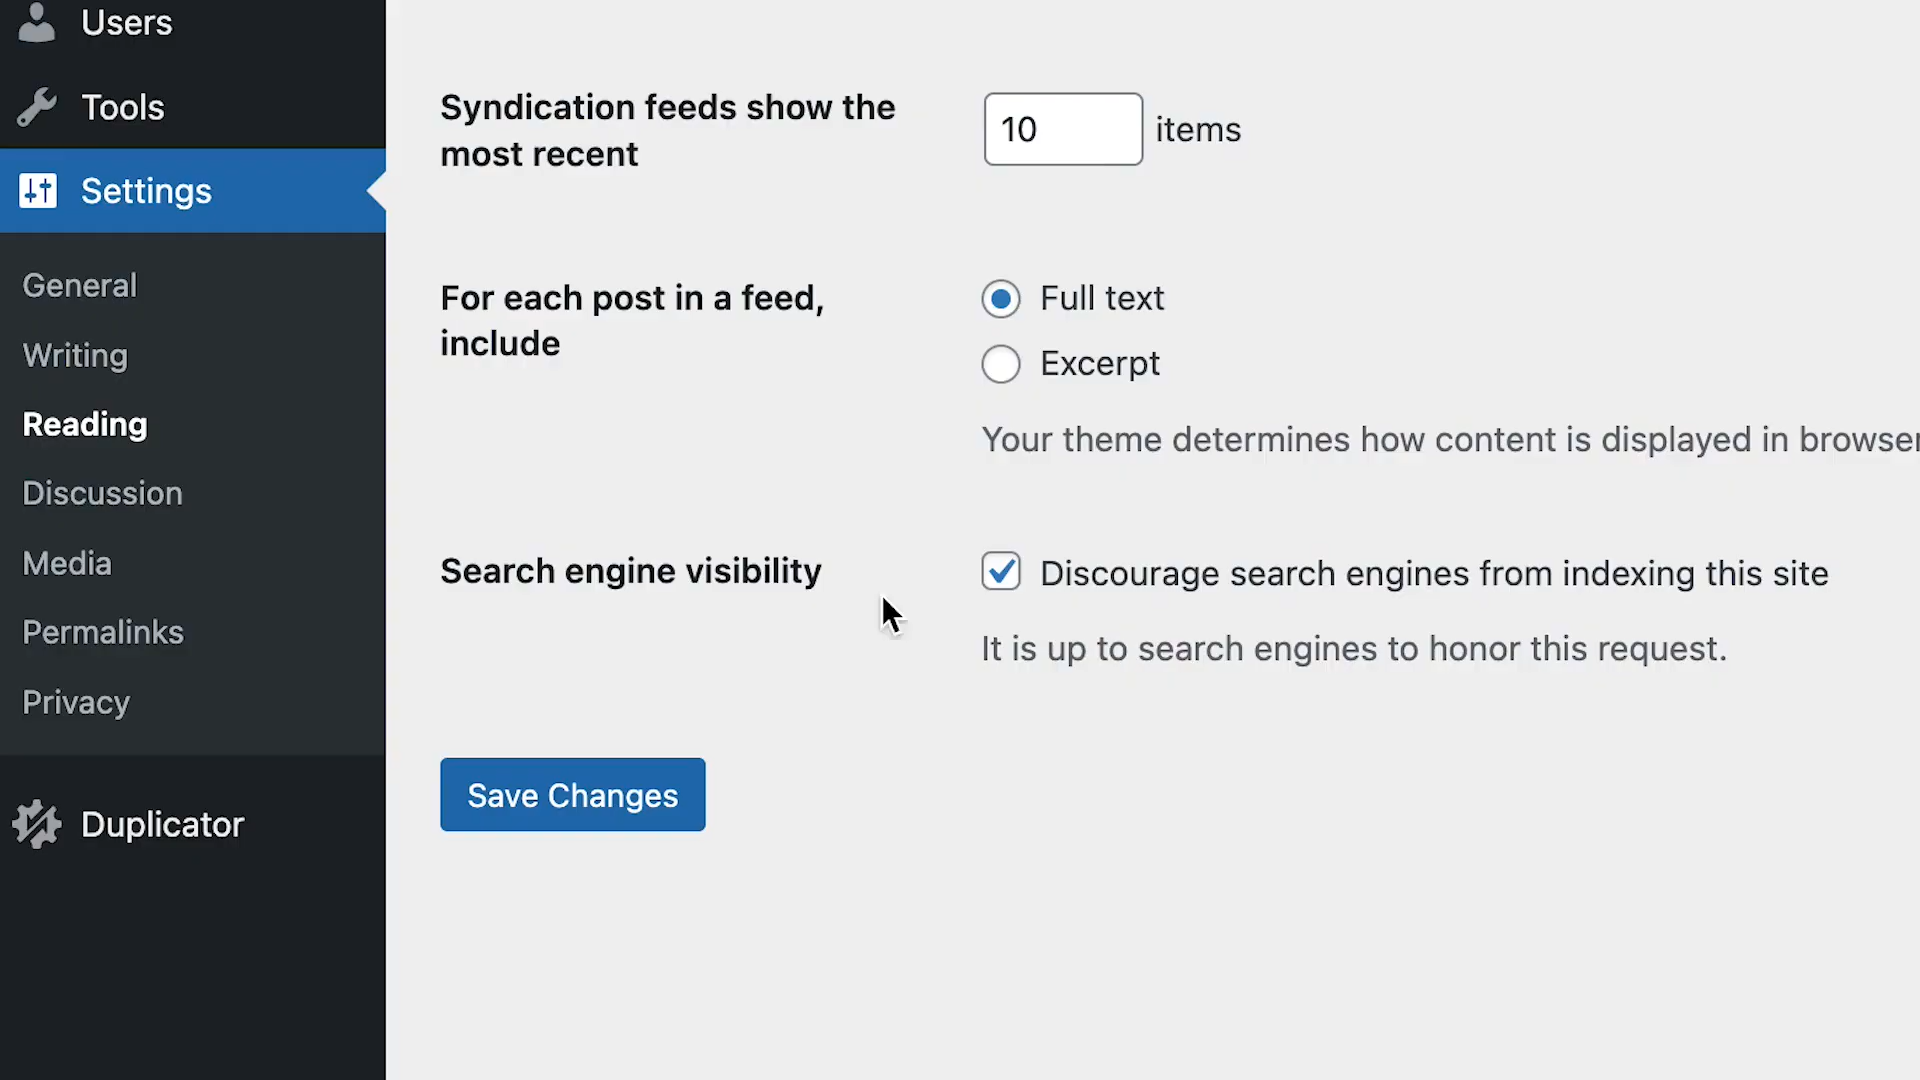 Users
Tools
Settings
General
Writing
Reading
Discussion
Media
Permalinks
Privacy
Duplicator
Syndication feeds show the
most recent
10 items
For each post in a feed,
include
Full text
Excerpt
Your theme determines how content is displayed in browser
Search engine visibility
Discourage search engines from indexing this site
It is up to search engines to honor this request.
Save Changes